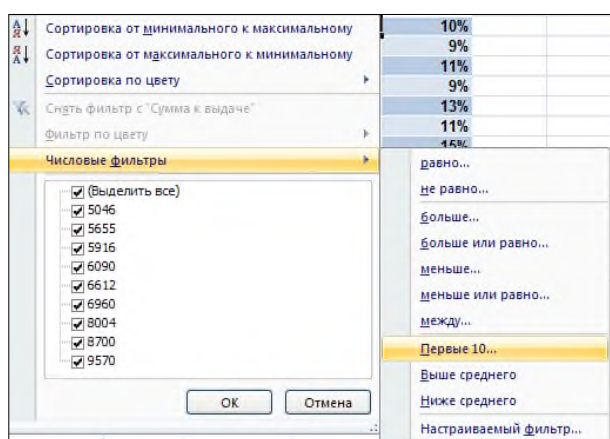 Сортировка от минимального к максимальному
Сортировка от максимального к минимальному
Сортировка по цвету
Снять фильтр с "Сумма к выдаче"
Фильтр по цвету
Числовые фильтры
(Выделить все)
5046
5655
5916
6090
6612
6960
8004
8700
9570
ОК
Отмена
10%
9%
11%
9%
13%
11%
15%
равно...
не равно...
больше...
больше или равно...
меньше...
меньше или равно...
между...
Первые 10...
Выше среднего
Ниже среднего
Настраиваемый фильтр...